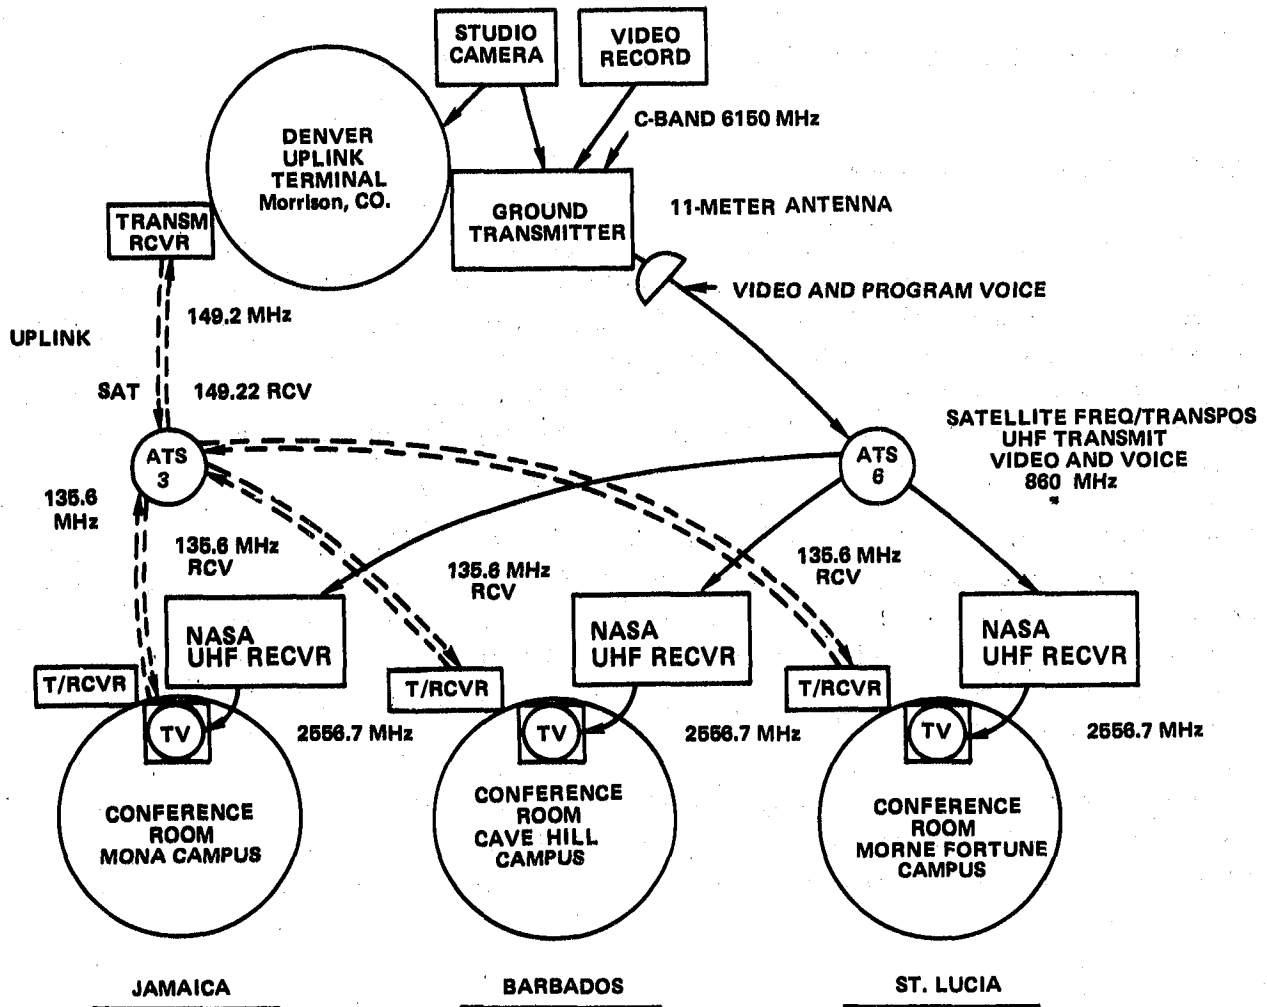 STUDIO
CAMERA
VIDEO
RECORD
C-BAND 6150 MHz
DENVER
UPLINK
TERMINAL
Morrison, CO.
GROUND
TRANSMITTER
11-METER ANTENNA
TRANSM
RCVR
VIDEO AND PROGRAM VOICE
149.2 MHz
UPLINK
SAT
149.22 RCV
SATELLITE FREQ/TRANSPOS
UHF TRANSMIT
VIDEO AND VOICE
860 MHz
ATS
3
ATS
6
135.6
MHz
135.6 MHz
RCV
135.6 MHz
RCV
135.6 MHz
RCV
NASA
UHF RECVR
NASA
UHF RECVR
NASA
UHF RECVR
T/RCVR
T/RCVR
T/RCVR
TV
2556.7 MHz
TV
2556.7 MHz
TV
2556.7 MHz
CONFERENCE
ROOM
MONA CAMPUS
CONFERENCE
ROOM
CAVE HILL
CAMPUS
CONFERENCE
ROOM
MORNE FORTUNE
CAMPUS
JAMAICA
BARBADOS
ST. LUCIA